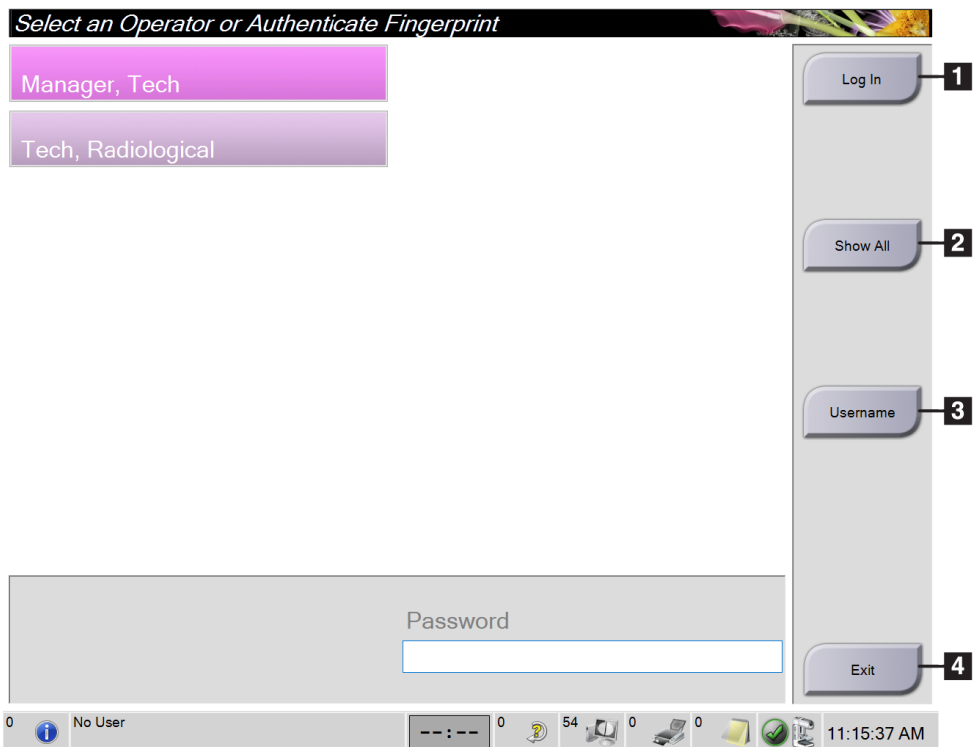 Select an Operator or Authenticate Fingerprint
Manager, Tech
Log In
1
Tech, Radiological
Show All
2
Username
3
Password
Exit
4
0
No User
--:--
0
54
0
0
11:15:37 AM